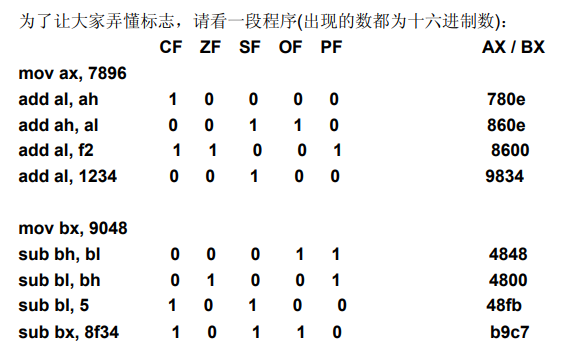 为了让大家弄懂标志，请看一段程序(出现的数都为十六进制数)：
CF ZF SF OF PF AX / BX
mov ax, 7896
add al, ah 1 0 0 0 0 780e
add ah, al 0 0 1 1 0 860e
add al, f2 1 1 0 0 1 8600
add al, 1234 0 0 1 0 0 9834
mov bx, 9048
sub bh, bl 0 0 0 1 1 4848
sub bl, bh 0 1 0 0 1 4800
sub bl, 5 1 0 1 0 0 48fb
sub bx, 8f34 1 0 1 1 0 b9c7